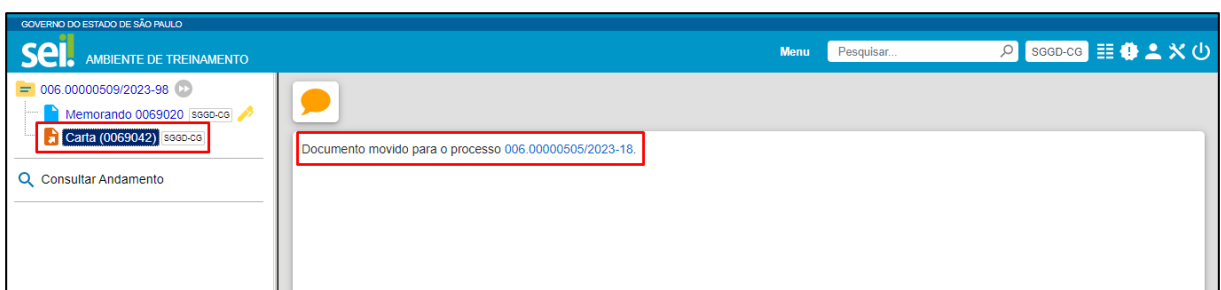 GOVERNO DO ESTADO DE SÃO PAULO
sei! AMBIENTE DE TREINAMENTO
Menu
Pesquisar...
SGGD-CG
006.00000509/2023-98
Memorando 0069020 SGGD-CG
Carta (0069042) SGGD-CG
Consultar Andamento
Documento movido para o processo 006.00000505/2023-18.